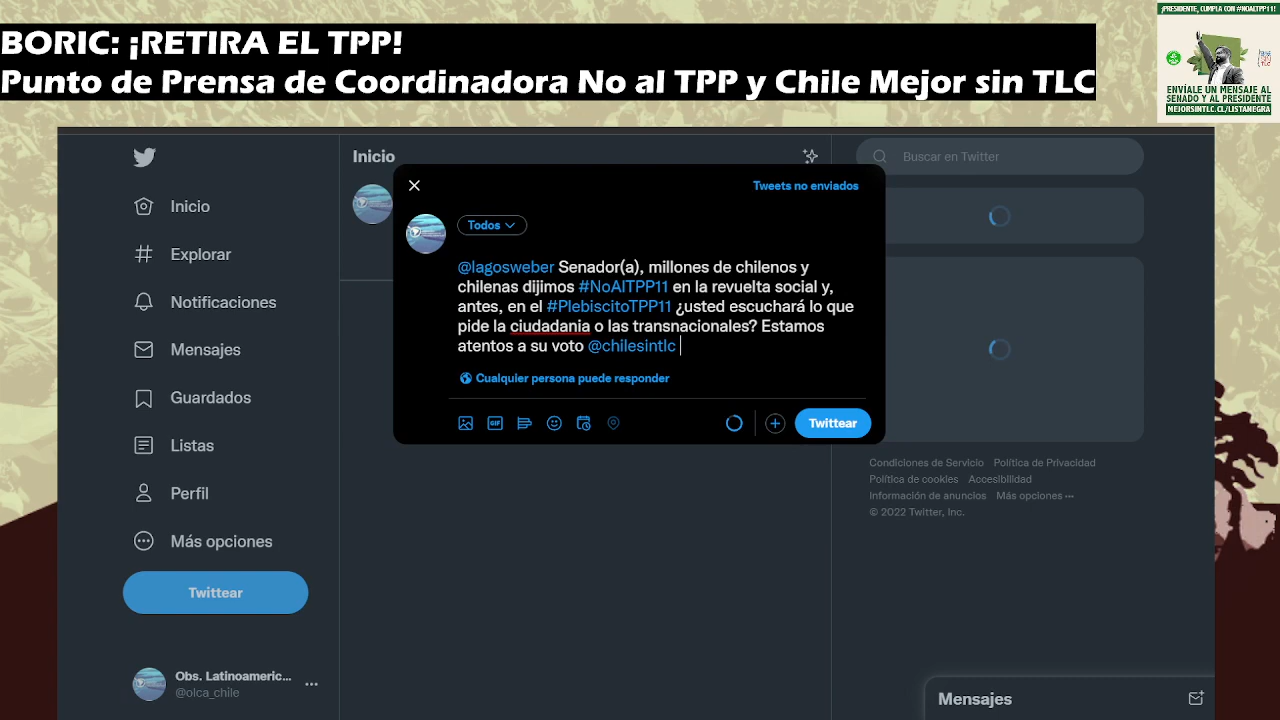 BORIC: ¡RETIRA EL TPP!
Punto de Prensa de Coordinadora No al TPP y Chile Mejor sin TLC
¡PRESIDENTE, CUMPLA CON #NOALTPP11!
ENVÍALE UN MENSAJE AL
SENADO Y AL PRESIDENTE
MEJORSINTLC.CL/LISTANEGRA
Inicio
Explorar
Notificaciones
Mensajes
Guardados
Listas
Perfil
Más opciones
Twittear
Obs. Latinoameric...
@olca_chile
Inicio
Tweets no enviados
Todos
@lagosweber Senador(a), millones de chilenos y
chilenas dijimos #NoAlTPP11 en la revuelta social y,
antes, en el #PlebiscitoTPP11 ¿usted escuchará lo que
pide la ciudadania o las transnacionales? Estamos
atentos a su voto @chilesintlc
Cualquier persona puede responder
GIF
Twittear
Buscar en Twitter
Condiciones de Servicio Política de Privacidad
Política de cookies Accesibilidad
Información de anuncios Más opciones ···
© 2022 Twitter, Inc.
Mensajes